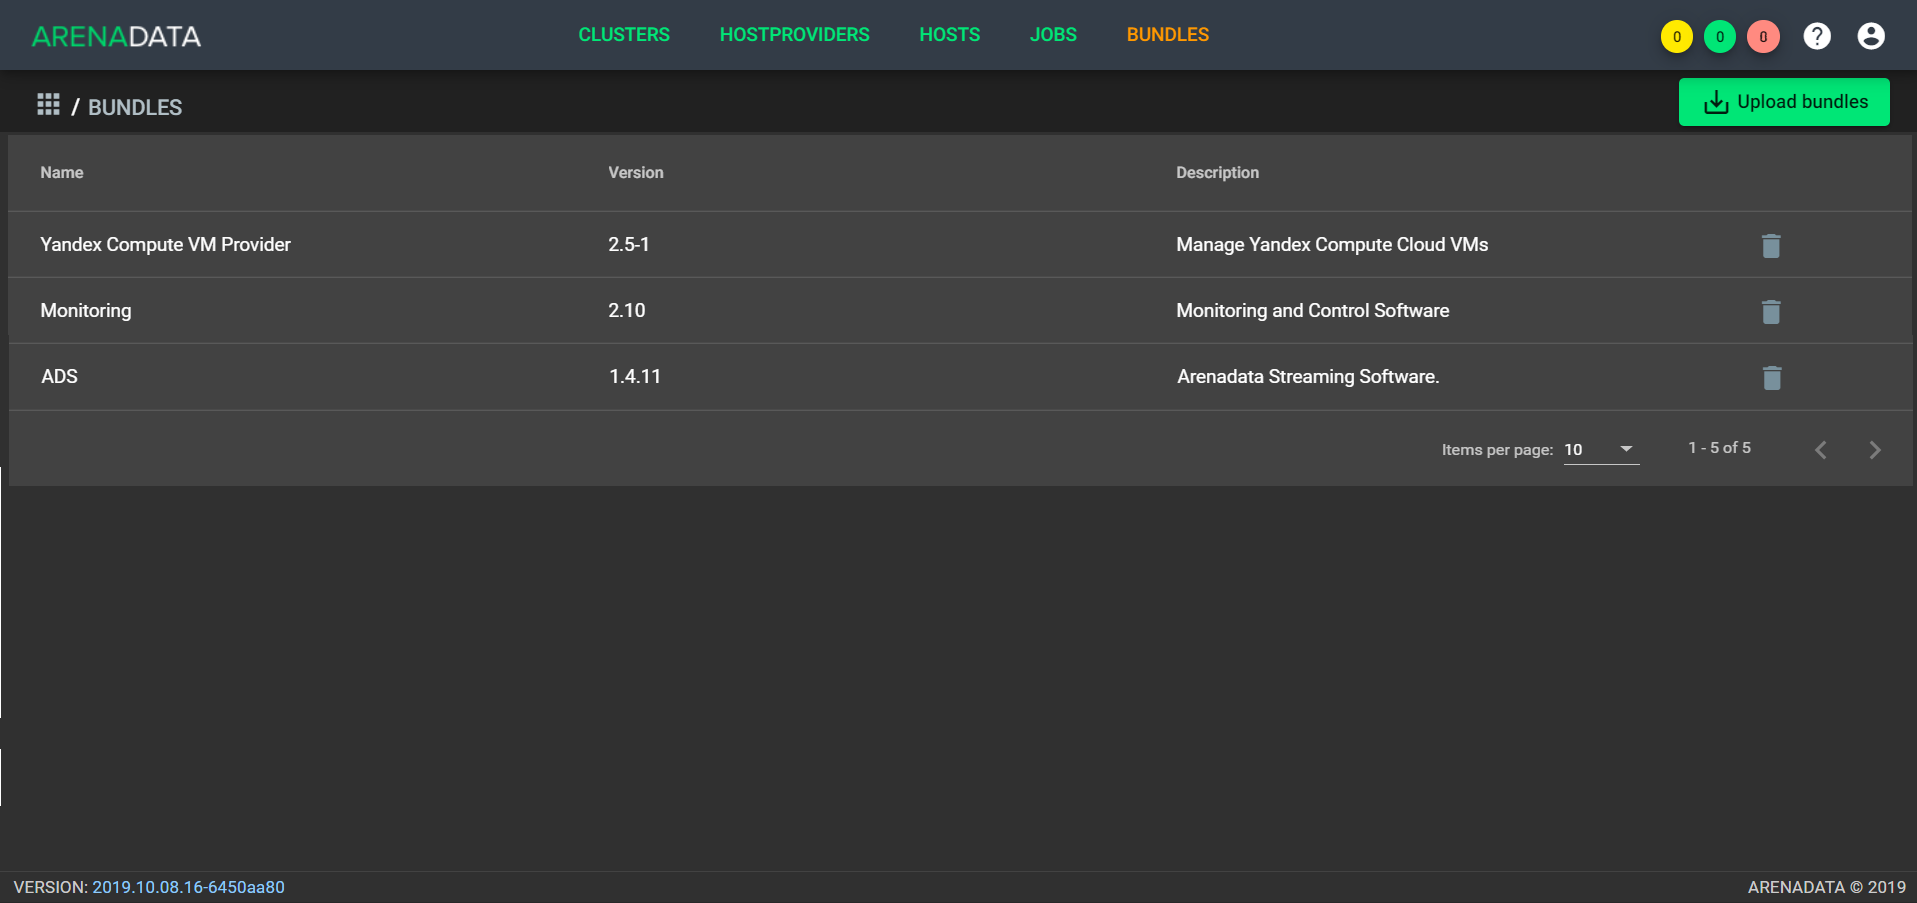 ARENADATA CLUSTERS HOSTPROVIDERS HOSTS JOBS BUNDLES 0 0 0 ?
/ BUNDLES Upload bundles
Name Version Description
Yandex Compute VM Provider 2.5-1 Manage Yandex Compute Cloud VMs
Monitoring 2.10 Monitoring and Control Software
ADS 1.4.11 Arenadata Streaming Software.
Items per page: 10 1 - 5 of 5
VERSION: 2019.10.08.16-6450aa80 ARENADATA © 2019